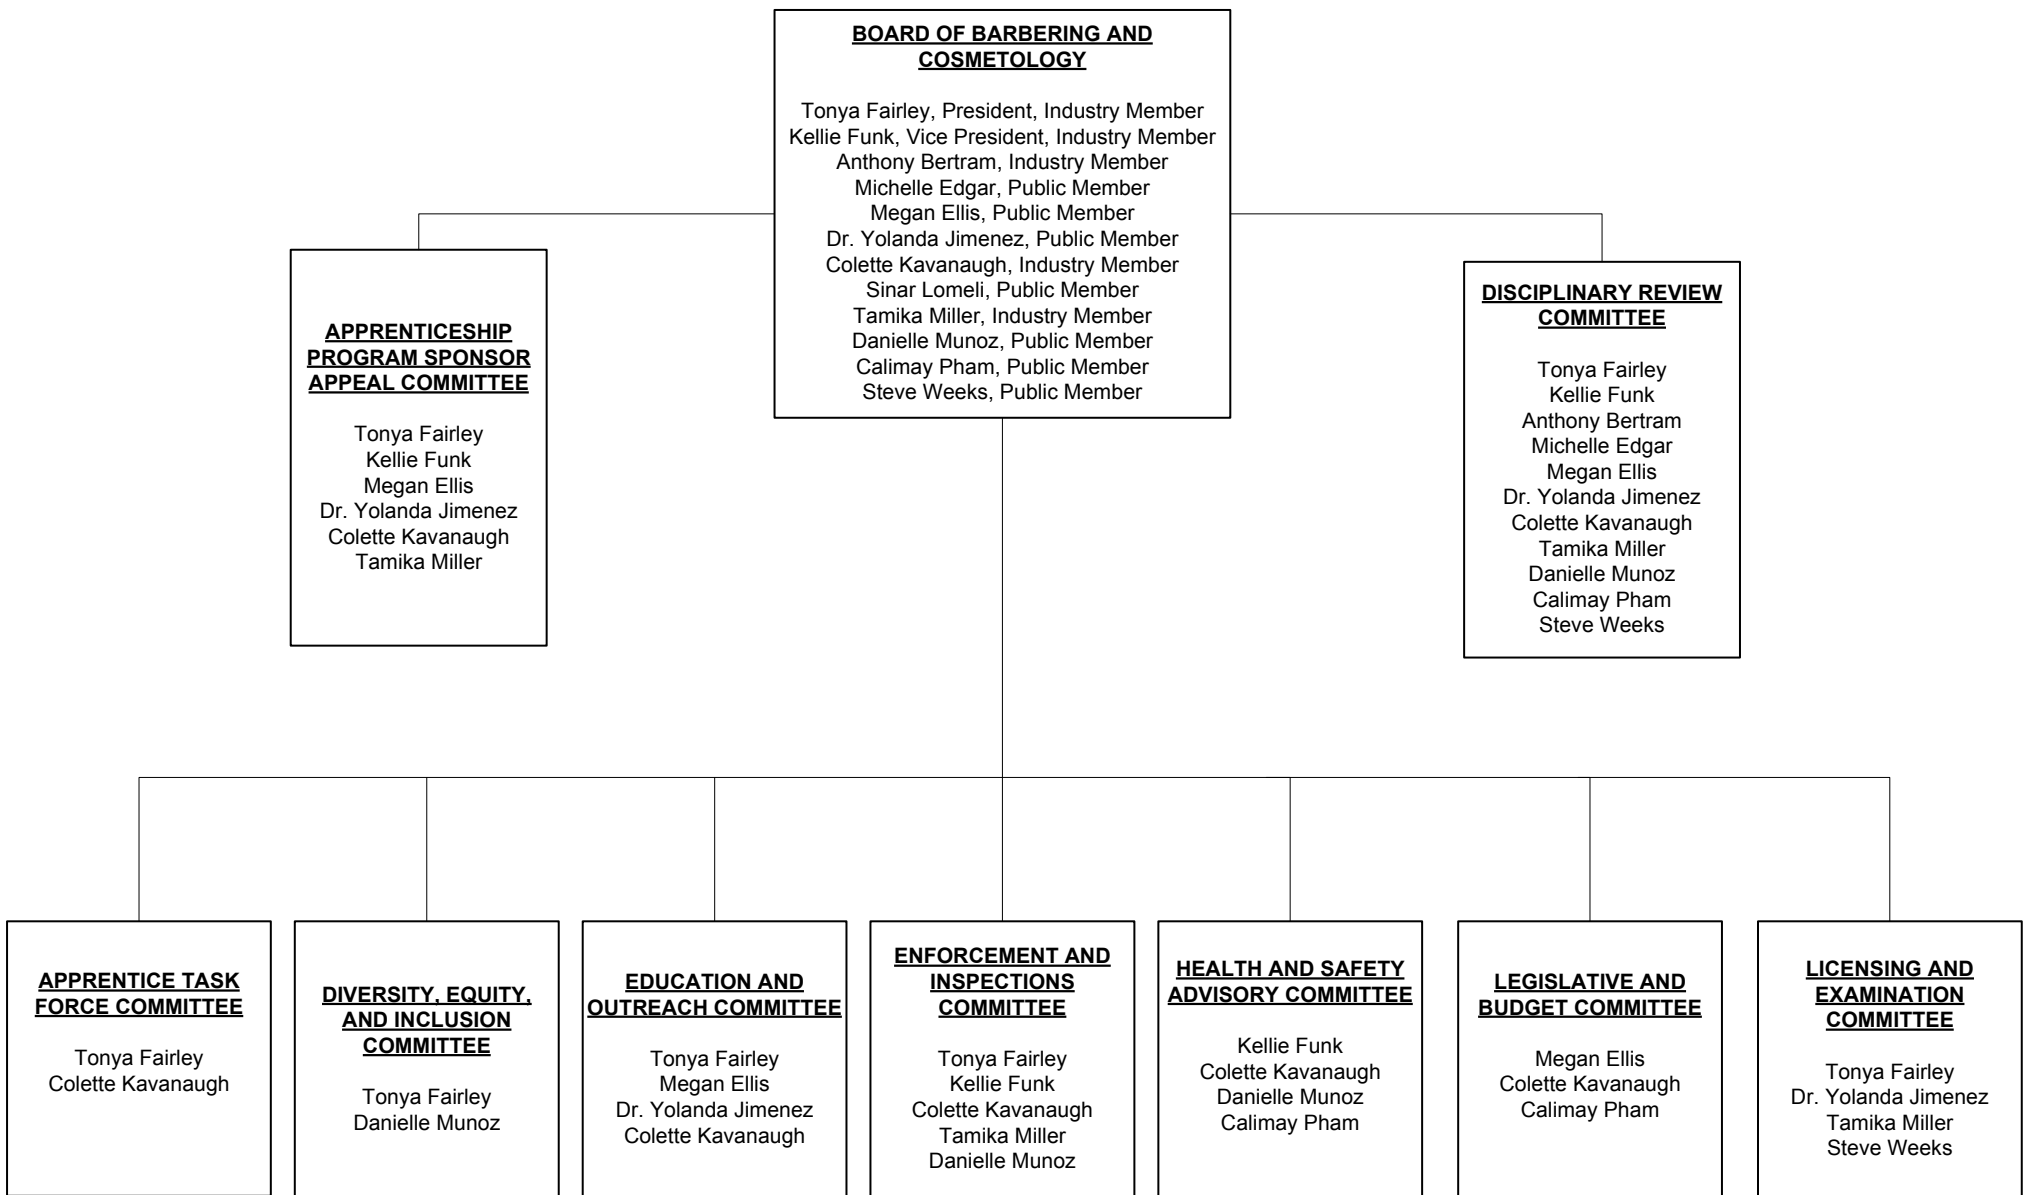 BOARD OF BARBERING AND
COSMETOLOGY
Tonya Fairley, President, Industry Member
Kellie Funk, Vice President, Industry Member
Anthony Bertram, Industry Member
Michelle Edgar, Public Member
Megan Ellis, Public Member
Dr. Yolanda Jimenez, Public Member
Colette Kavanaugh, Industry Member
Sinar Lomeli, Public Member
Tamika Miller, Industry Member
Danielle Munoz, Public Member
Calimay Pham, Public Member
Steve Weeks, Public Member
APPRENTICESHIP
PROGRAM SPONSOR
APPEAL COMMITTEE
Tonya Fairley
Kellie Funk
Megan Ellis
Dr. Yolanda Jimenez
Colette Kavanaugh
Tamika Miller
DISCIPLINARY REVIEW
COMMITTEE
Tonya Fairley
Kellie Funk
Anthony Bertram
Michelle Edgar
Megan Ellis
Dr. Yolanda Jimenez
Colette Kavanaugh
Tamika Miller
Danielle Munoz
Calimay Pham
Steve Weeks
APPRENTICE TASK
FORCE COMMITTEE
Tonya Fairley
Colette Kavanaugh
DIVERSITY, EQUITY,
AND INCLUSION
COMMITTEE
Tonya Fairley
Danielle Munoz
EDUCATION AND
OUTREACH COMMITTEE
Tonya Fairley
Megan Ellis
Dr. Yolanda Jimenez
Colette Kavanaugh
ENFORCEMENT AND
INSPECTIONS
COMMITTEE
Tonya Fairley
Kellie Funk
Colette Kavanaugh
Tamika Miller
Danielle Munoz
HEALTH AND SAFETY
ADVISORY COMMITTEE
Kellie Funk
Colette Kavanaugh
Danielle Munoz
Calimay Pham
LEGISLATIVE AND
BUDGET COMMITTEE
Megan Ellis
Colette Kavanaugh
Calimay Pham
LICENSING AND
EXAMINATION
COMMITTEE
Tonya Fairley
Dr. Yolanda Jimenez
Tamika Miller
Steve Weeks